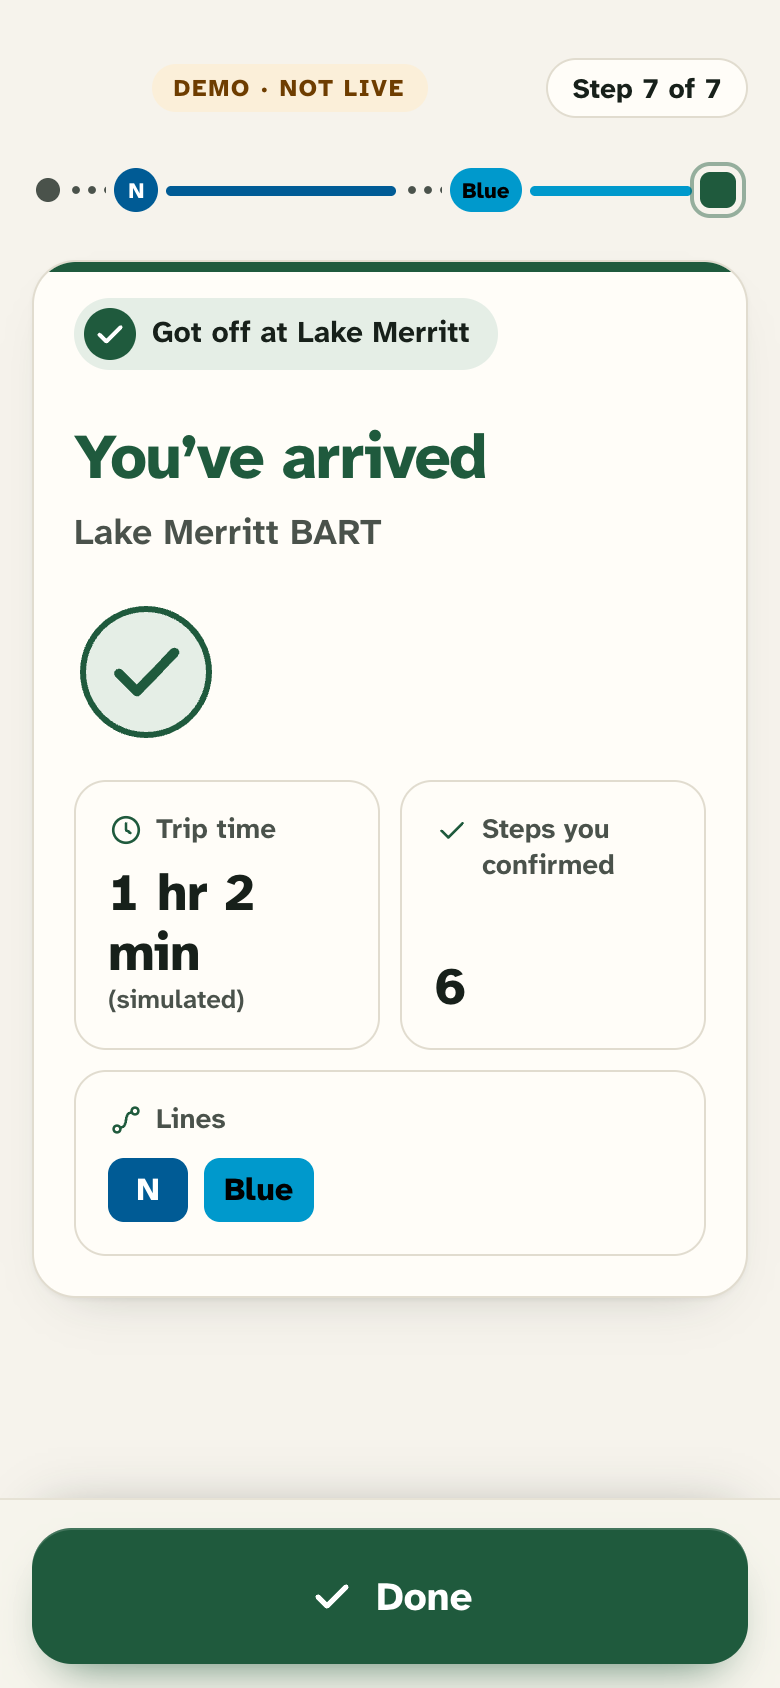 DEMO · NOT LIVE
Step 7 of 7
N
Blue
Got off at Lake Merritt
You’ve arrived
Lake Merritt BART
Trip time
1 hr 2
min
(simulated)
Steps you
confirmed
6
Lines
N
Blue
Done